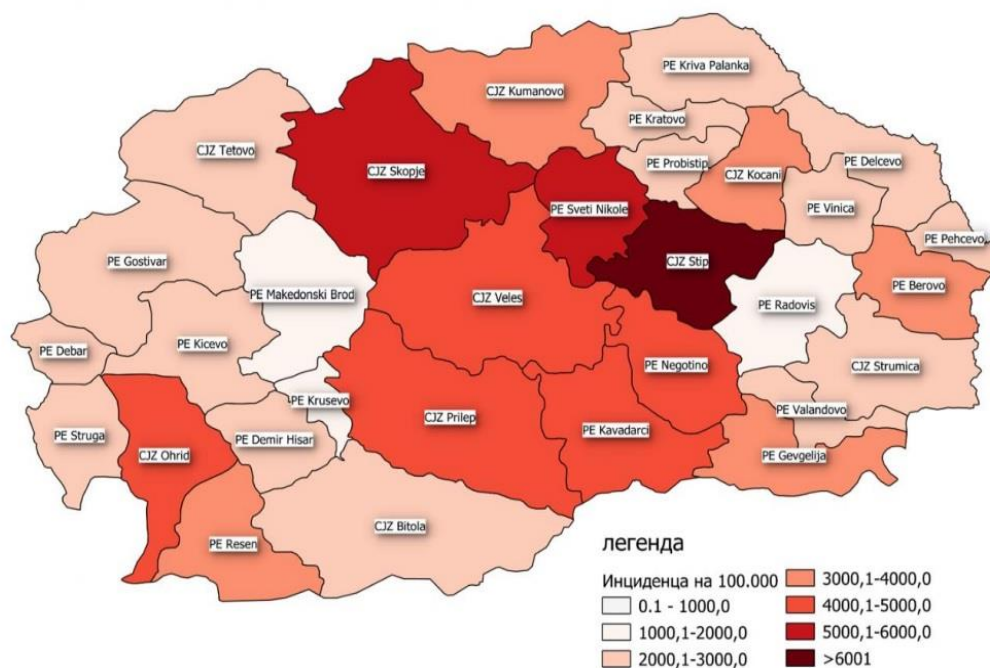 PE Kriva Palanka
CJZ Kumanovo
PE Kratovo
CJZ Tetovo
PE Probistip
PE Delcevo
CJZ Skopje
CJZ Kocani
PE Sveti Nikole
PE Vinica
PE Pehcevo
PE Gostivar
CJZ Stip
PE Berovo
PE Makedonski Brod
CJZ Veles
PE Radovis
PE Kicevo
PE Debar
PE Negotino
CJZ Strumica
PE Krusevo
PE Valandovo
CJZ Prilep
PE Kavadarci
PE Struga
PE Demir Hisar
CJZ Ohrid
PE Gevgelija
CJZ Bitola
PE Resen
легенда
Инциденца на 100.000
0.1 - 1000,0
1000,1-2000,0
2000,1-3000,0
3000,1-4000,0
4000,1-5000,0
5000,1-6000,0
>6001